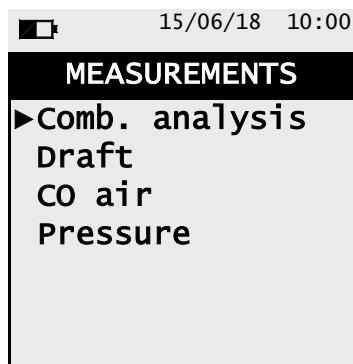 15/06/18 10:00
MEASUREMENTS
▶Comb. analysis
Draft
CO air
Pressure